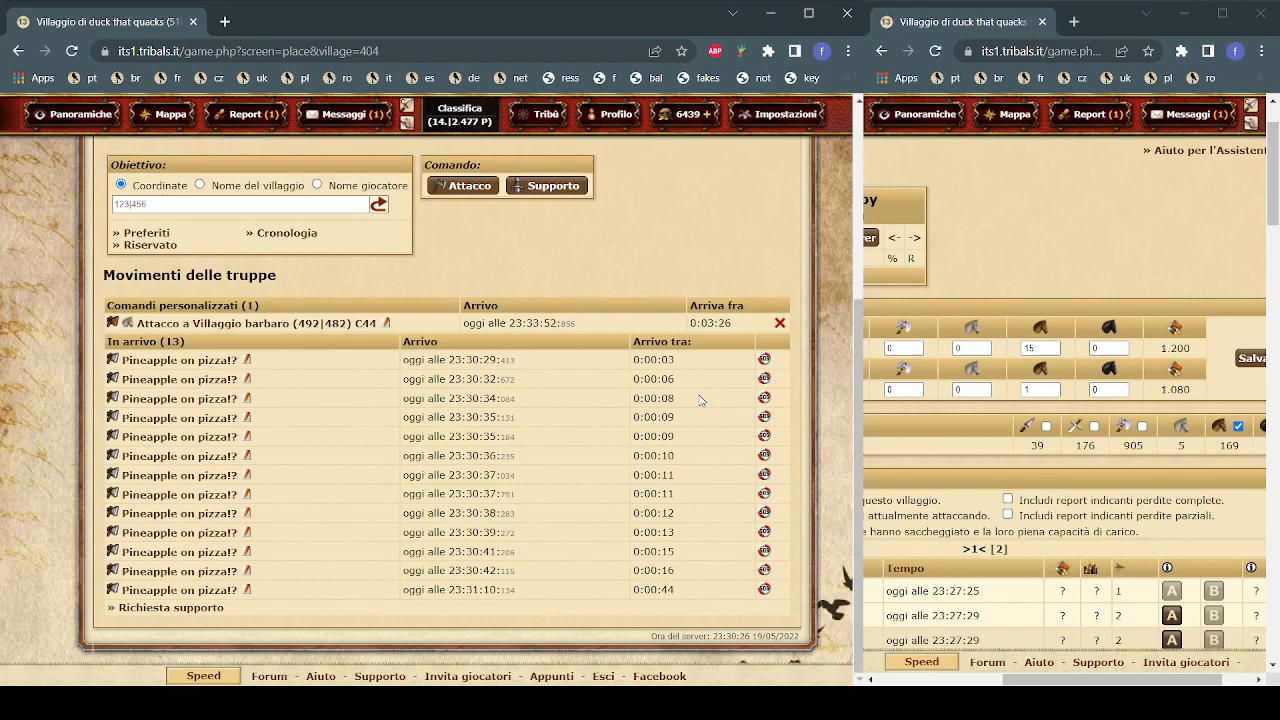 Villaggio di duck that quacks (51
its1.tribals.it/game.php?screen=place&village=404
Apps pt br fr cz uk pl ro it es de net ress f bal fakes not key
Panoramiche Mappa Report (1) Messaggi (1) Classifica (14.|2.477 P) Tribù Profilo 6439 + Impostazioni
Obiettivo:
Coordinate Nome del villaggio Nome giocatore
123|456
» Preferiti » Cronologia
» Riservato
Comando:
Attacco Supporto
Movimenti delle truppe
Comandi personalizzati (1) Arrivo Arriva fra
Attacco a Villaggio barbaro (492|482) C44 oggi alle 23:33:52:856 0:03:26
In arrivo (13) Arrivo Arrivo tra:
Pineapple on pizza!? oggi alle 23:30:29:413 0:00:03
Pineapple on pizza!? oggi alle 23:30:32:672 0:00:06
Pineapple on pizza!? oggi alle 23:30:34:084 0:00:08
Pineapple on pizza!? oggi alle 23:30:35:131 0:00:09
Pineapple on pizza!? oggi alle 23:30:35:184 0:00:09
Pineapple on pizza!? oggi alle 23:30:36:235 0:00:10
Pineapple on pizza!? oggi alle 23:30:37:034 0:00:11
Pineapple on pizza!? oggi alle 23:30:37:791 0:00:11
Pineapple on pizza!? oggi alle 23:30:38:283 0:00:12
Pineapple on pizza!? oggi alle 23:30:39:272 0:00:13
Pineapple on pizza!? oggi alle 23:30:41:206 0:00:15
Pineapple on pizza!? oggi alle 23:30:42:116 0:00:16
Pineapple on pizza!? oggi alle 23:31:10:134 0:00:44
» Richiesta supporto
Ora del server: 23:30:26 19/05/2022
Speed Forum - Aiuto - Supporto - Invita giocatori - Appunti - Esci - Facebook
Villaggio di duck that quacks
its1.tribals.it/game.ph...
Apps pt br fr cz uk pl ro
Panoramiche Mappa Report (1) Messaggi (1)
» Aiuto per l'Assistent
by
er <- ->
% R
0 0 15 0 1.200
Salva
0 0 1 0 1.080
39 176 905 5 169
uesto villaggio. Includi report indicanti perdite complete.
i attualmente attaccando. Includi report indicanti perdite parziali.
e hanno saccheggiato e la loro piena capacità di carico.
>1< [2]
Tempo
oggi alle 23:27:25 ? ? 1 A B ?
oggi alle 23:27:29 ? ? 2 A B ?
oggi alle 23:27:29 ? ? 2 A B ?
Speed Forum - Aiuto - Supporto - Invita giocatori -